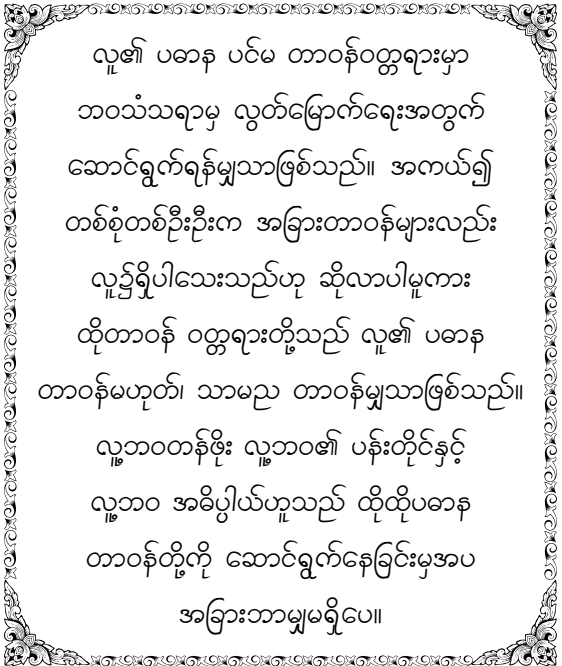 လူ၏ ပဓာန ပင်မ တာဝန်ဝတ္တရားမှာ
ဘဝသံသရာမှ လွတ်မြောက်ရေးအတွက်
ဆောင်ရွက်ရန်မျှသာဖြစ်သည်။ အကယ်၍
တစ်စုံတစ်ဦးဦးက အခြားတာဝန်များလည်း
လူ၌ရှိပါသေးသည်ဟု ဆိုလာပါမူကား
ထိုတာဝန် ဝတ္တရားတို့သည် လူ၏ ပဓာန
တာဝန်မဟုတ်၊ သာမည တာဝန်မျှသာဖြစ်သည်။
လူ့ဘဝတန်ဖိုး လူ့ဘဝ၏ ပန်းတိုင်နှင့်
လူ့ဘဝ အဓိပ္ပါယ်ဟူသည် ထိုထိုပဓာန
တာဝန်တို့ကို ဆောင်ရွက်နေခြင်းမှအပ
အခြားဘာမျှမရှိပေ။